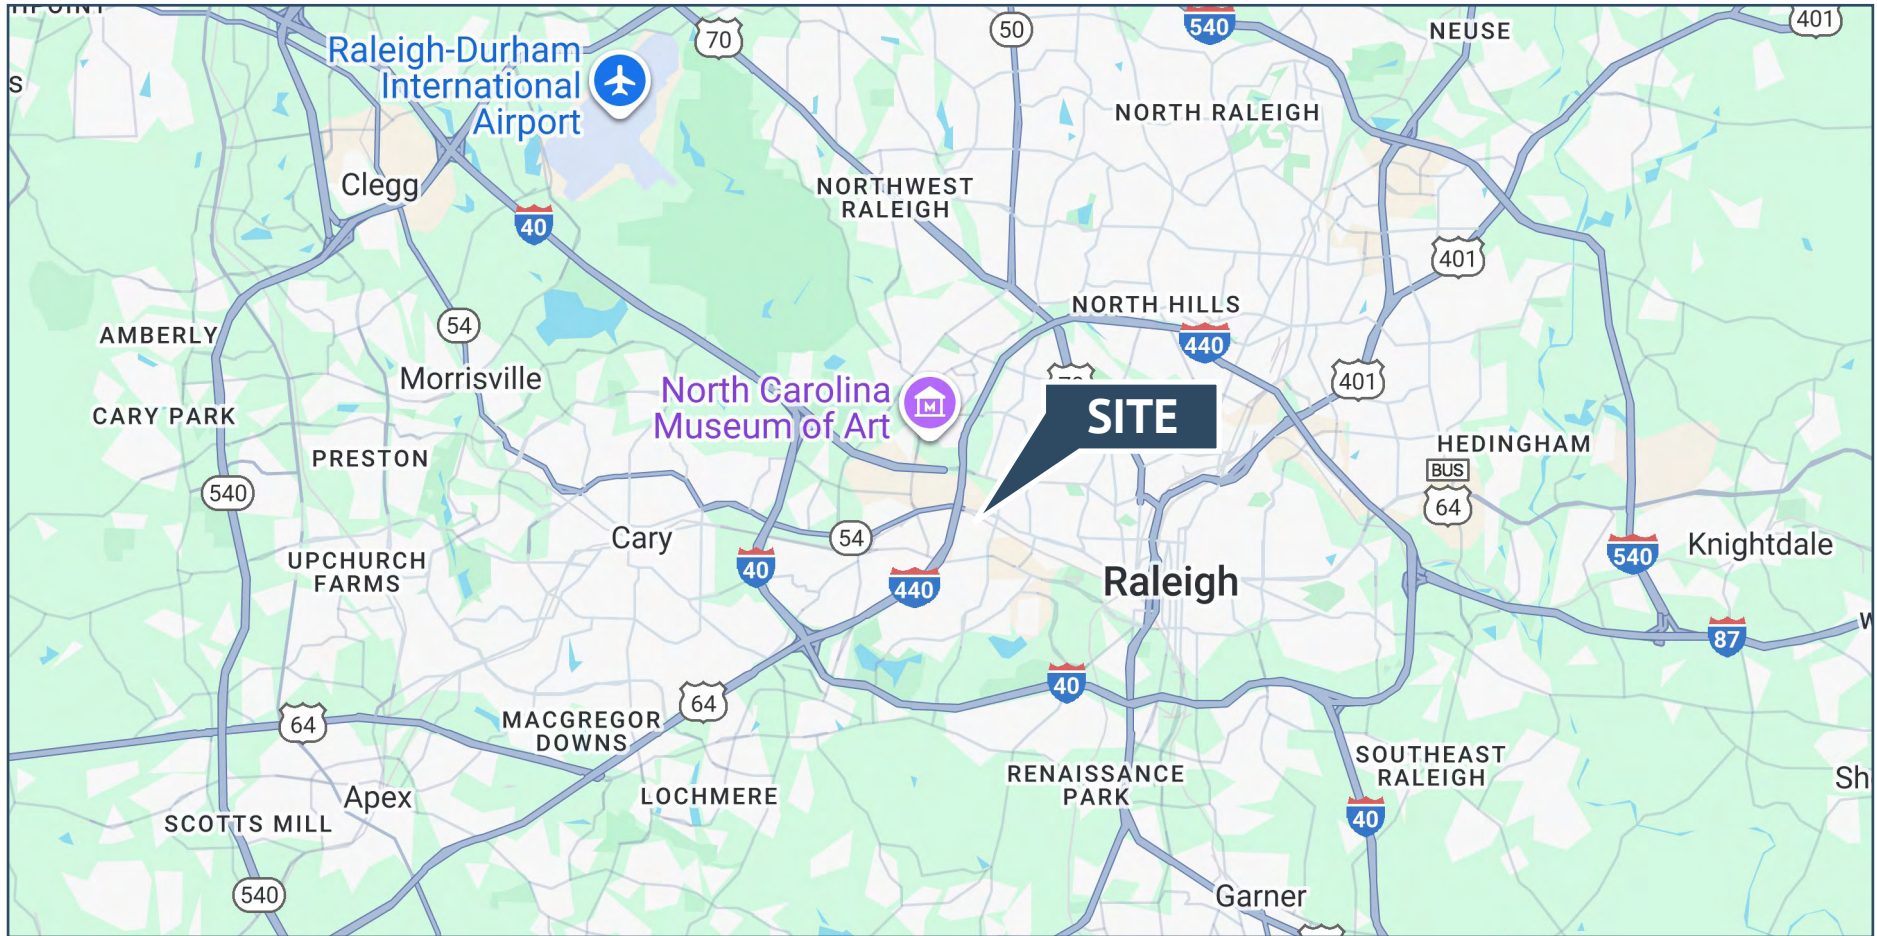 70
50
540
NEUSE
401
Raleigh-Durham
International
Airport
S
NORTH RALEIGH
Clegg
NORTHWEST
RALEIGH
40
401
NORTH HILLS
54
AMBERLY
440
Morrisville
401
North Carolina
Museum of Art
SITE
CARY PARK
PRESTON
HEDINGHAM
BUS
64
540
Cary
54
Knightdale
540
UPCHURCH
FARMS
40
440
Raleigh
87
40
64
64
MACGREGOR
DOWNS
SOUTHEAST
RALEIGH
RENAISSANCE
PARK
Sh
Apex
LOCHMERE
SCOTTS MILL
40
540
Garner